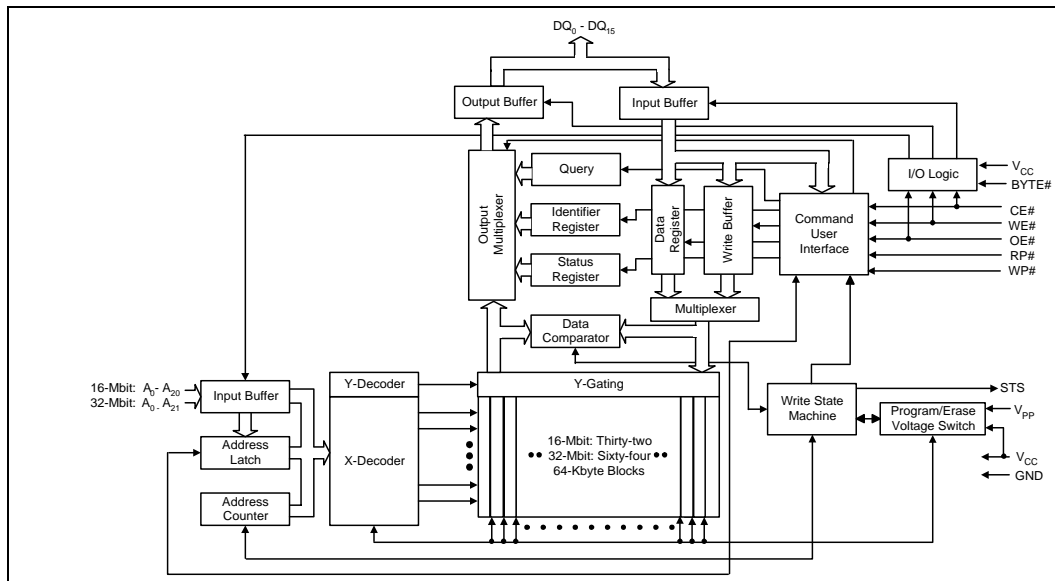 DQ0 - DQ15
Output Buffer
Input Buffer
Output
Multiplexer
Query
Identifier
Register
Status
Register
Data
Register
Write Buffer
Command
User
Interface
I/O Logic
VCC
BYTE#
CE#
WE#
OE#
RP#
WP#
Multiplexer
Data
Comparator
16-Mbit: A0- A20
32-Mbit: A0 - A21
Input Buffer
Address
Latch
Address
Counter
Y-Decoder
X-Decoder
Y-Gating
16-Mbit: Thirty-two
32-Mbit: Sixty-four
64-Kbyte Blocks
Write State
Machine
Program/Erase
Voltage Switch
STS
VPP
VCC
GND